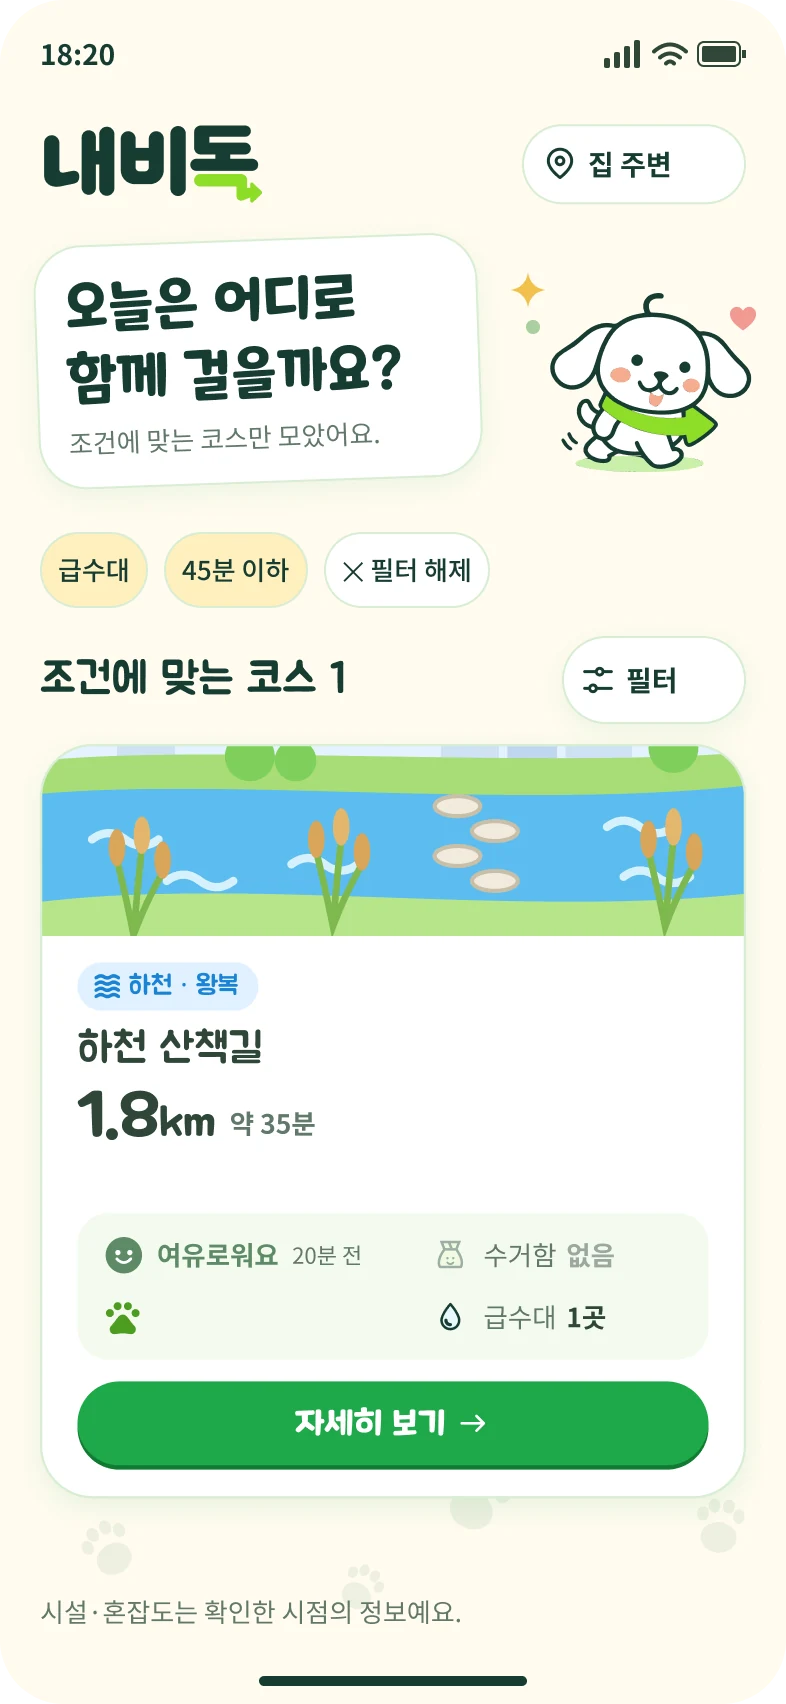 18:20
내비독
집 주변
오늘은 어디로
함께 걸을까요?
조건에 맞는 코스만 모았어요.
급수대
45분 이하
필터 해제
조건에 맞는 코스 1
필터
하천 · 왕복
하천 산책길
1.8km 약 35분
여유로워요 20분 전
수거함 없음
급수대 1곳
자세히 보기 →
시설·혼잡도는 확인한 시점의 정보예요.